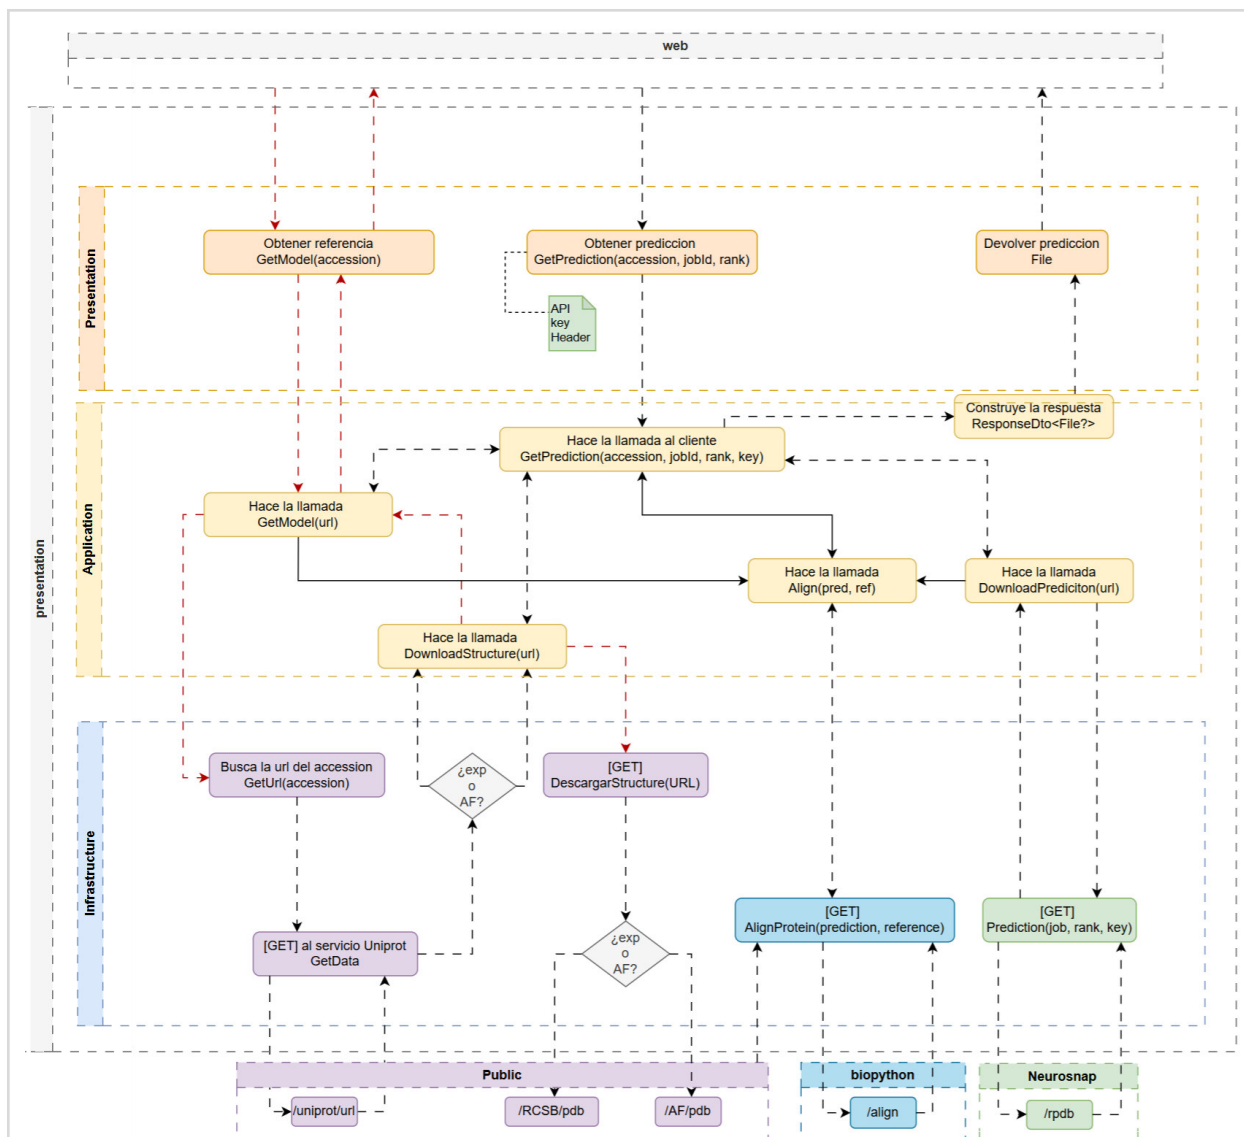 web
presentation
Presentation
Obtener referencia
GetModel(accession)
Obtener prediccion
GetPrediction(accession, jobId, rank)
Devolver prediccion
File
API
key
Header
Application
Construye la respuesta
ResponseDto<File?>
Hace la llamada al cliente
GetPrediction(accession, jobId, rank, key)
Hace la llamada
GetModel(url)
Hace la llamada
Align(pred, ref)
Hace la llamada
DownloadPrediciton(url)
Hace la llamada
DownloadStructure(url)
Infrastructure
Busca la url del accession
GetUrl(accession)
¿exp
o
AF?
[GET]
DescargarStructure(URL)
[GET] al servicio Uniprot
GetData
¿exp
o
AF?
[GET]
AlignProtein(prediction, reference)
[GET]
Prediction(job, rank, key)
Public
biopython
Neurosnap
/uniprot/url
/RCSB/pdb
/AF/pdb
/align
/rpdb